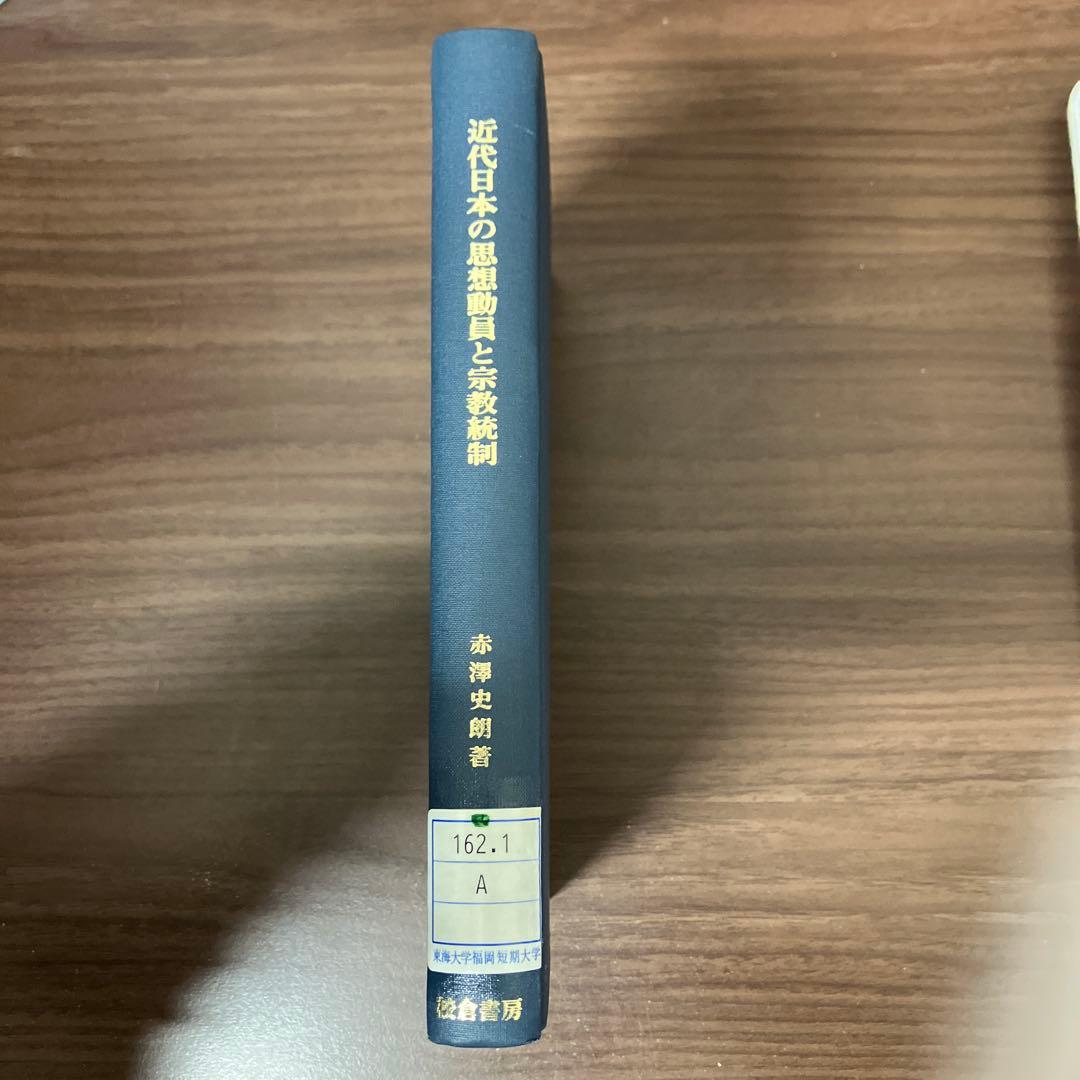 近代日本の思想動員と宗教統制
赤澤史朗著
162.1
A
東海大学福岡短期大学
校倉書房